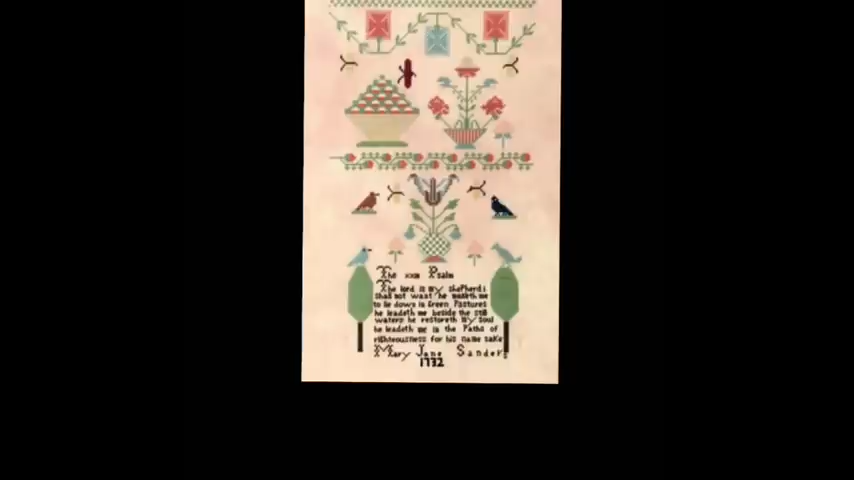 The xxiii Psalm
The lord is my shepherd i
shall not want he maketh me
to lie down in Green Pastures
he leadeth me beside the still
waters he restoreth my soul
he leadeth me in the Paths of
righteousness for his name sake
Mary Jane Sanders
1732